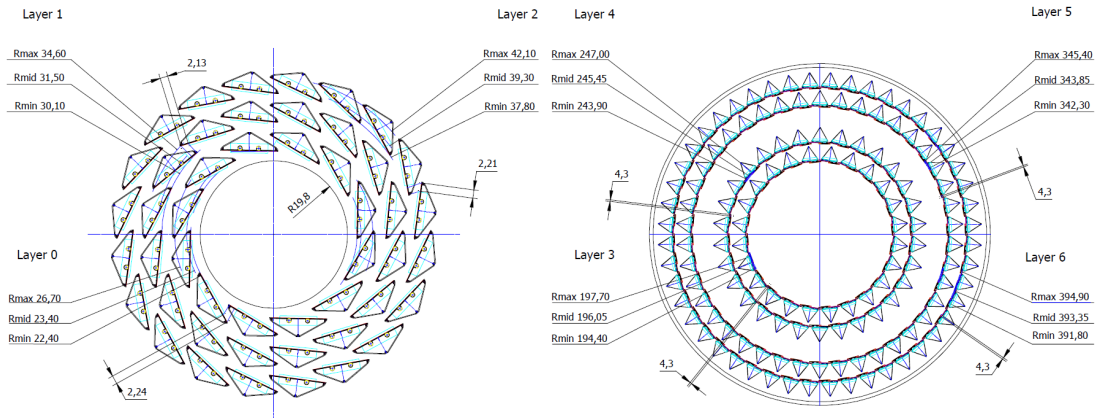 Layer 1
Layer 2
Layer 4
Layer 5
Rmax 34,60
Rmid 31,50
Rmin 30,10
2,13
Rmax 42,10
Rmid 39,30
Rmin 37,80
2,21
R19,8
Rmax 247,00
Rmid 245,45
Rmin 243,90
4,3
Rmax 345,40
Rmid 343,85
Rmin 342,30
4,3
Layer 0
Rmax 26,70
Rmid 23,40
Rmin 22,40
2,24
Layer 3
Rmax 197,70
Rmid 196,05
Rmin 194,40
4,3
Layer 6
Rmax 394,90
Rmid 393,35
Rmin 391,80
4,3